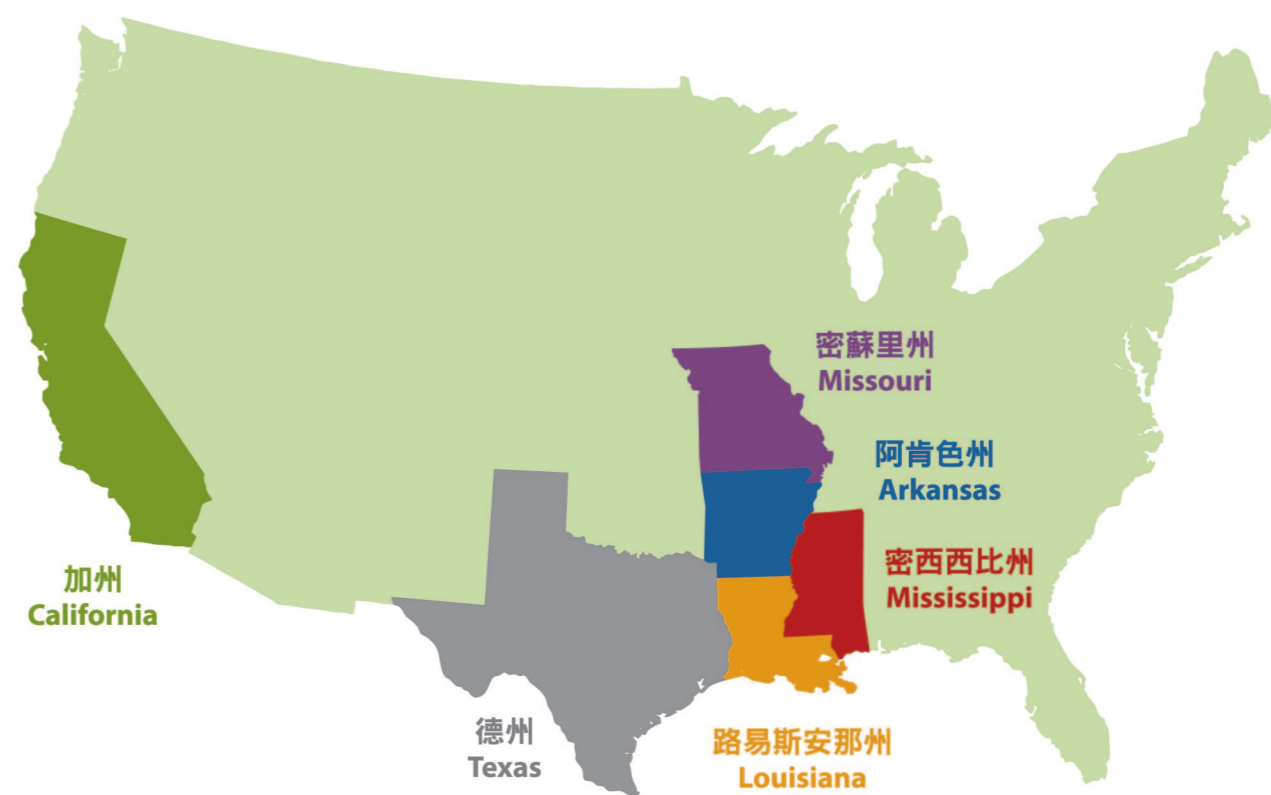 密蘇里州
Missouri
阿肯色州
Arkansas
密西西比州
Mississippi
加州
California
德州
Texas
路易斯安那州
Louisiana